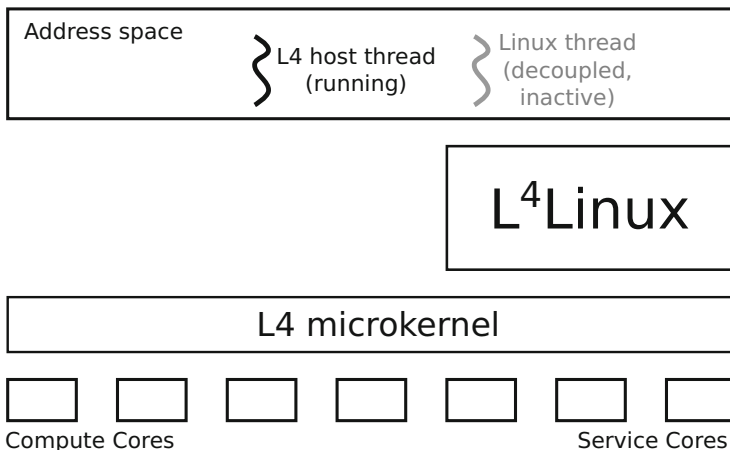 Address space
L4 host thread
(running)
Linux thread
(decoupled,
inactive)
L⁴Linux
L4 microkernel
Compute Cores
Service Cores